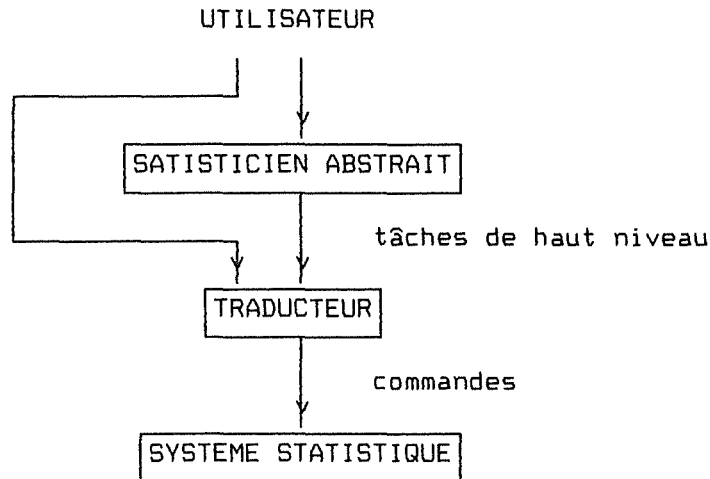 UTILISATEUR
SATISTICIEN ABSTRAIT
tâches de haut niveau
TRADUCTEUR
commandes
SYSTEME STATISTIQUE